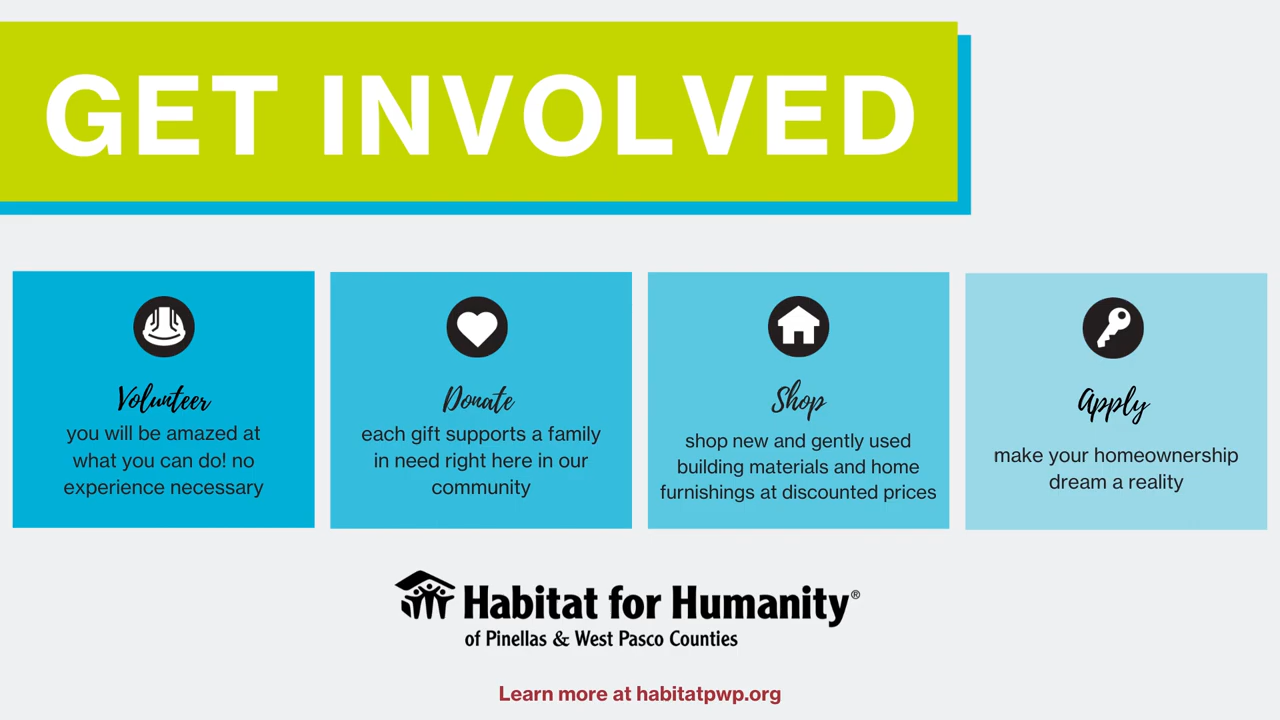 GET INVOLVED
Volunteer
you will be amazed at
what you can do! no
experience necessary
Donate
each gift supports a family
in need right here in our
community
Shop
shop new and gently used
building materials and home
furnishings at discounted prices
Apply
make your homeownership
dream a reality
Habitat for Humanity®
of Pinellas & West Pasco Counties
Learn more at habitatpwp.org